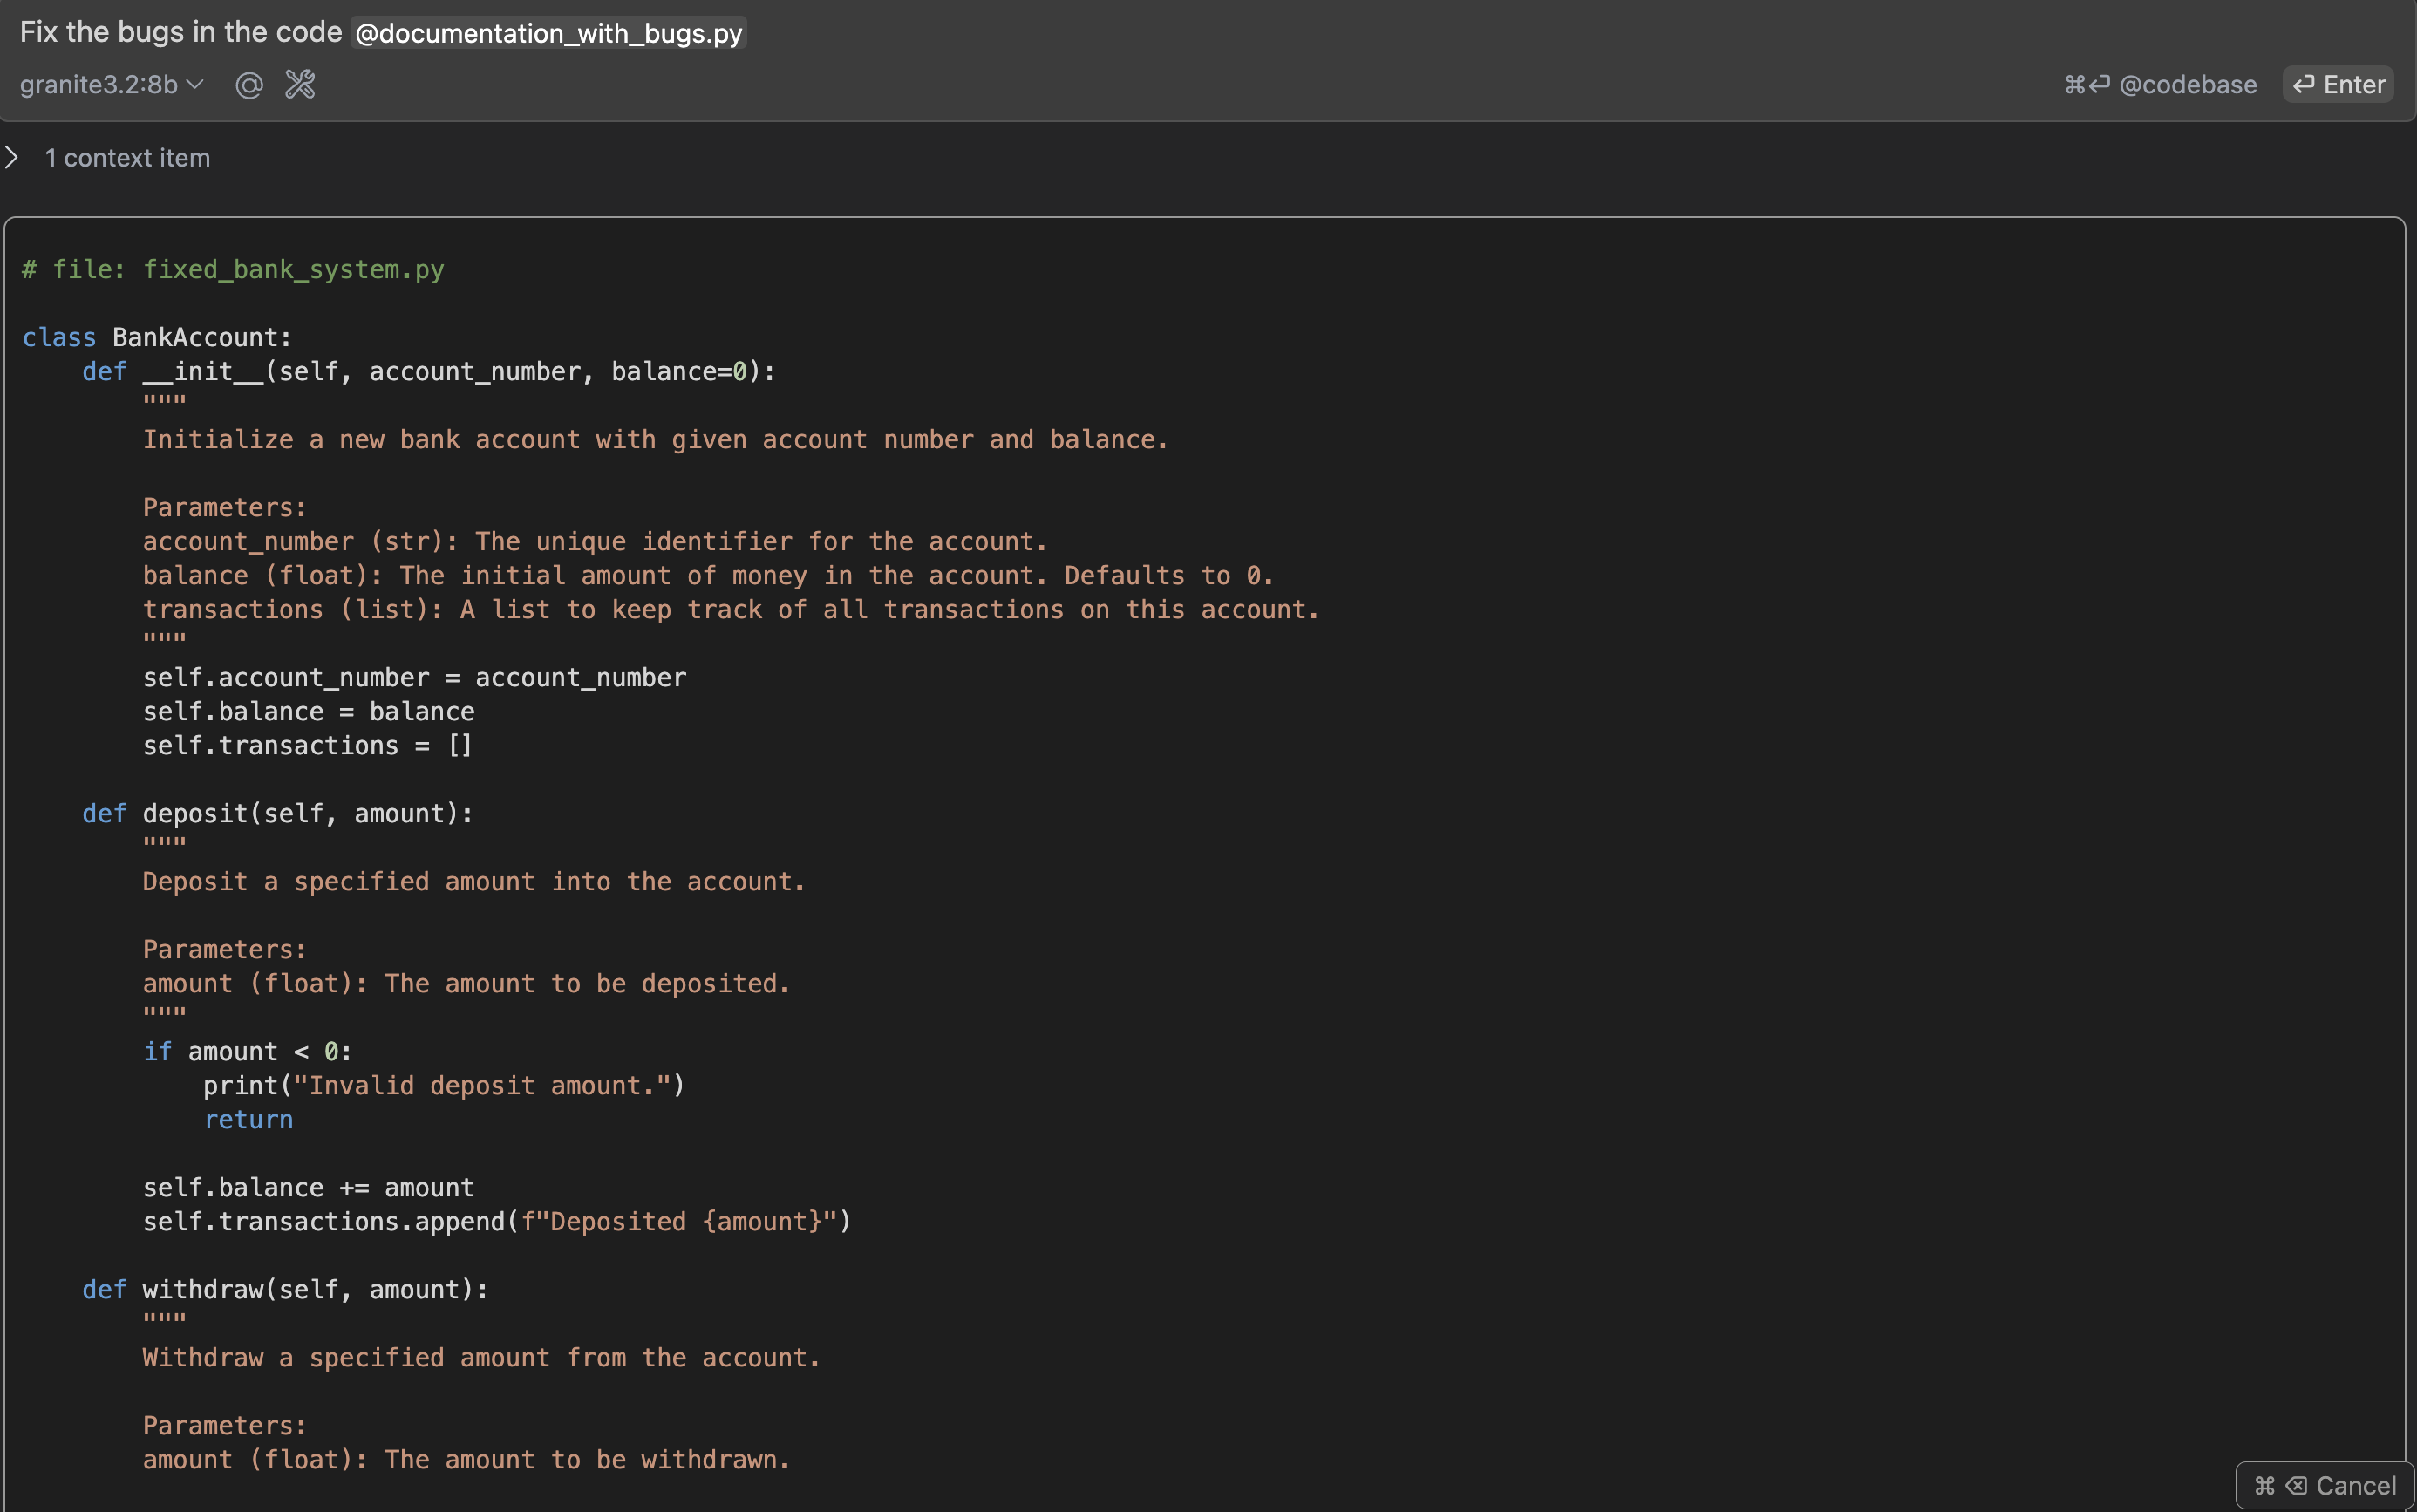 Fix the bugs in the code @documentation_with_bugs.py
granite3.2:8b @ ⌘⏎ @codebase ⏎ Enter
1 context item
# file: fixed_bank_system.py
class BankAccount:
    def __init__(self, account_number, balance=0):
        """
        Initialize a new bank account with given account number and balance.
        Parameters:
        account_number (str): The unique identifier for the account.
        balance (float): The initial amount of money in the account. Defaults to 0.
        transactions (list): A list to keep track of all transactions on this account.
        """
        self.account_number = account_number
        self.balance = balance
        self.transactions = []
    def deposit(self, amount):
        """
        Deposit a specified amount into the account.
        Parameters:
        amount (float): The amount to be deposited.
        """
        if amount < 0:
            print("Invalid deposit amount.")
            return
        self.balance += amount
        self.transactions.append(f"Deposited {amount}")
    def withdraw(self, amount):
        """
        Withdraw a specified amount from the account.
        Parameters:
        amount (float): The amount to be withdrawn.
⌘ ⌫ Cancel